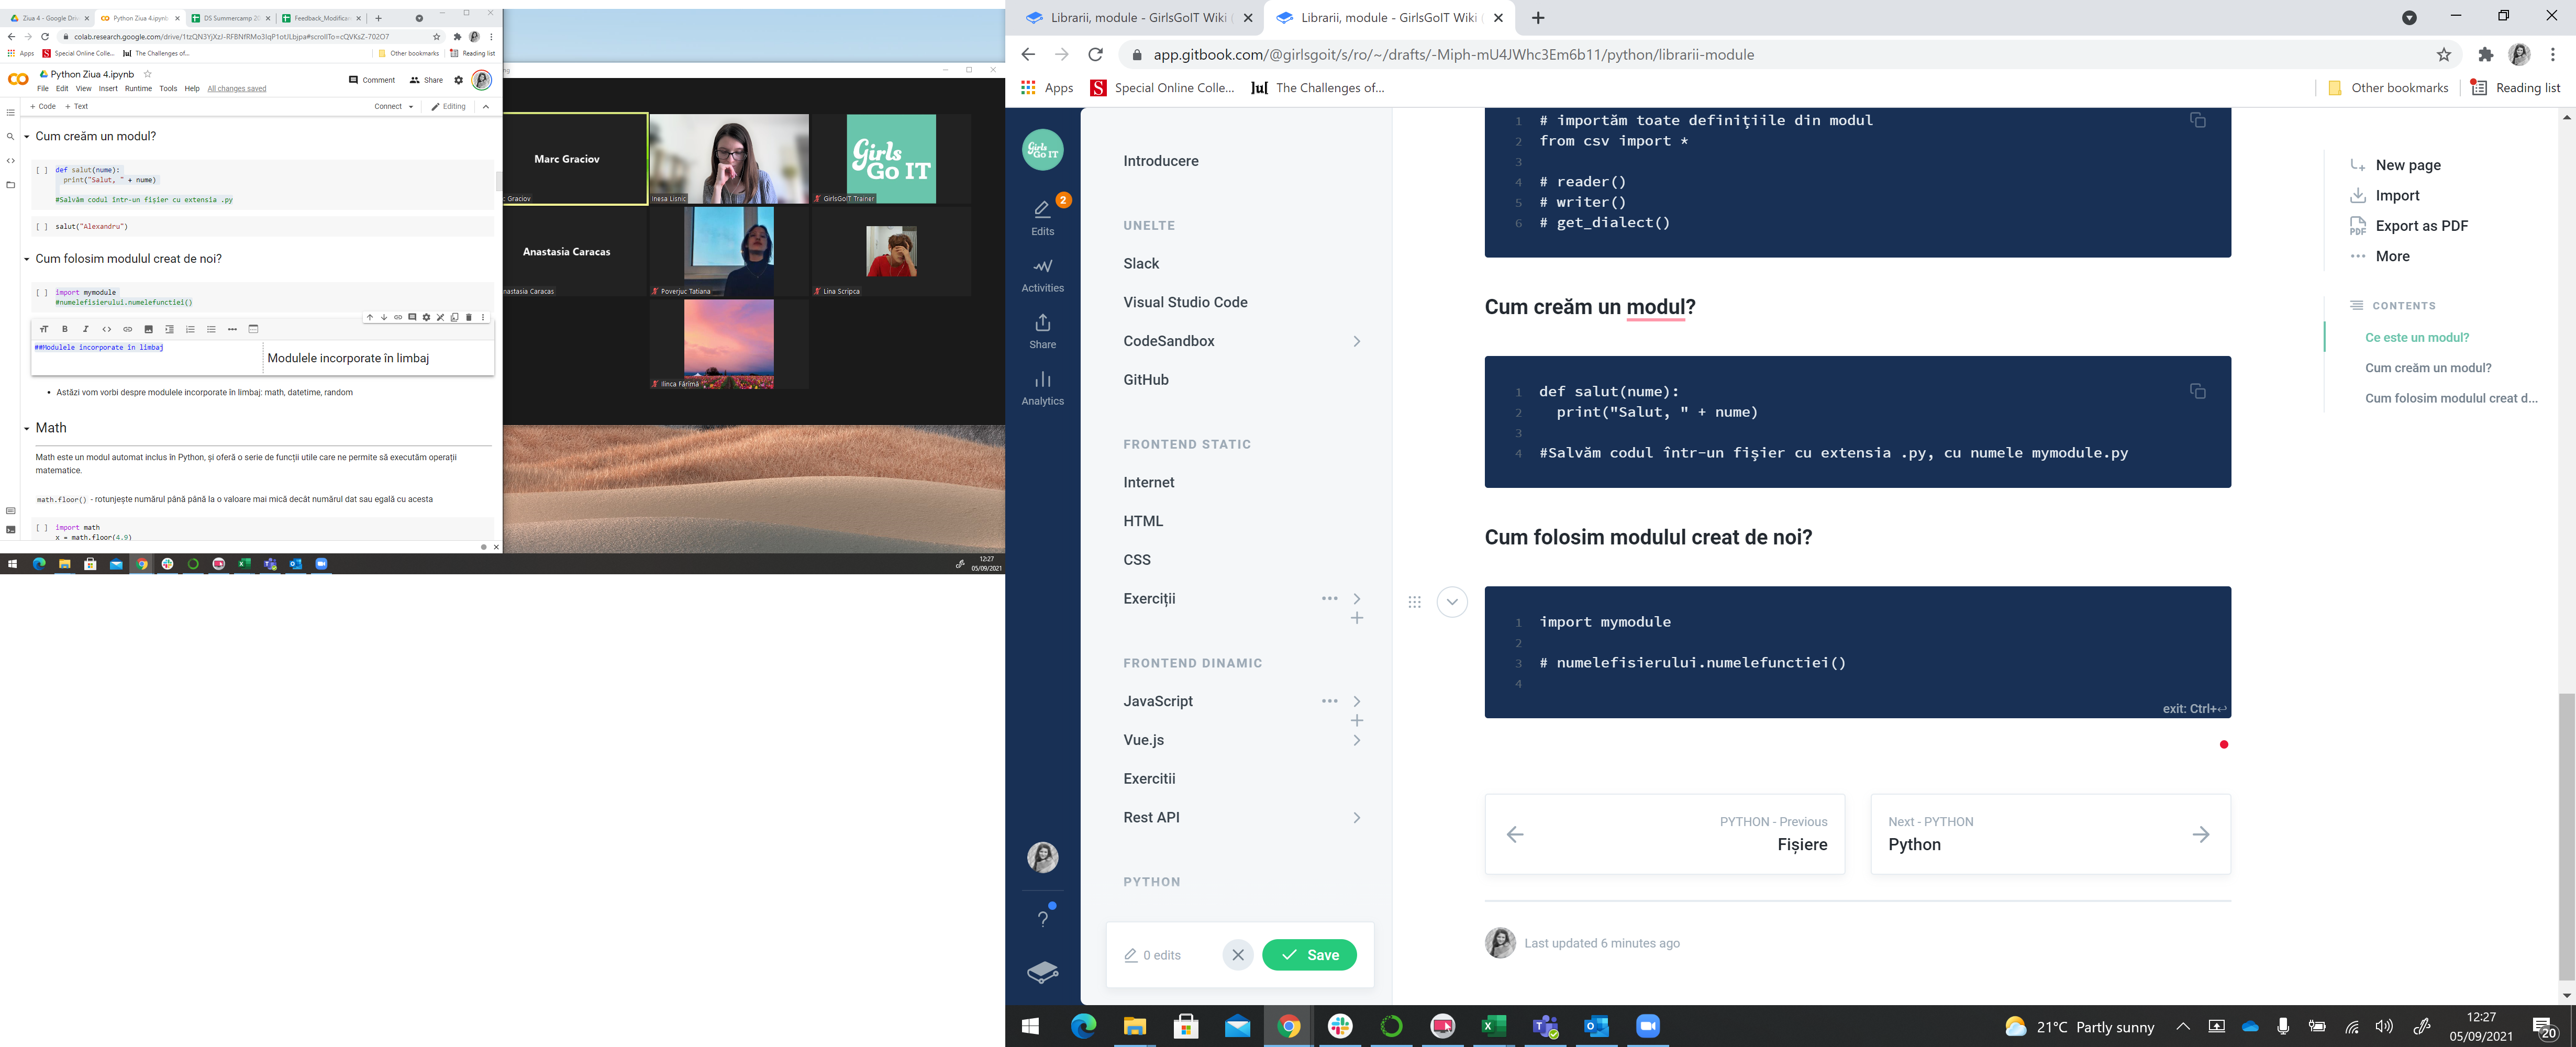 Ziua 4 - Google Driv
Python Ziua 4.ipynb
DS Summercamp 20
Feedback_Modificar
colab.research.google.com/drive/1tzQN3YjXzJ-RFBNfRMo3IqP1otJLbjpa#scrollTo=cQVKsZ-702O7
Apps
Special Online Colle...
The Challenges of...
Other bookmarks
Reading list
Python Ziua 4.ipynb
Comment
Share
File Edit View Insert Runtime Tools Help All changes saved
+ Code + Text
Connect
Editing
Cum creăm un modul?
[ ] def salut(nume):
print("Salut, " + nume)
#Salvăm codul într-un fișier cu extensia .py
[ ] salut("Alexandru")
Cum folosim modulul creat de noi?
[ ] import mymodule
#numelefisierului.numelefunctiei()
##Modulele incorporate în limbaj
Modulele incorporate în limbaj
• Astăzi vom vorbi despre modulele incorporate în limbaj: math, datetime, random
Math
Math este un modul automat inclus în Python, și oferă o serie de funcții utile care ne permite să executăm operații
matematice.
math.floor() - rotunjește numărul până până la o valoare mai mică decât numărul dat sau egală cu acesta
[ ] import math
x = math.floor(4.9)
12:27
05/09/2021
Marc Graciov
c Graciov
Inesa Lisnic
Girls
Go IT
GirlsGoIT Trainer
Anastasia Caracas
nastasia Caracas
Poverjuc Tatiana
Lina Scripca
Ilinca Fărîmă
Librarii, module - GirlsGoIT Wiki
Librarii, module - GirlsGoIT Wiki
app.gitbook.com/@girlsgoit/s/ro/~/drafts/-Miph-mU4JWhc3Em6b11/python/librarii-module
Apps
Special Online Colle...
The Challenges of...
Other bookmarks
Reading list
Girls
Go IT
2
Edits
Activities
Share
Analytics
Introducere
UNELTE
Slack
Visual Studio Code
CodeSandbox
GitHub
FRONTEND STATIC
Internet
HTML
CSS
Exerciții
FRONTEND DINAMIC
JavaScript
Vue.js
Exercitii
Rest API
PYTHON
0 edits
Save
1 # importăm toate definițiile din modul
2 from csv import *
3
4 # reader()
5 # writer()
6 # get_dialect()
Cum creăm un modul?
1 def salut(nume):
2 print("Salut, " + nume)
3
4 #Salvăm codul într-un fișier cu extensia .py, cu numele mymodule.py
Cum folosim modulul creat de noi?
1 import mymodule
2
3 # numelefisierului.numelefunctiei()
4
exit: Ctrl+↩
PYTHON - Previous
Fișiere
Next - PYTHON
Python
Last updated 6 minutes ago
New page
Import
PDF Export as PDF
More
CONTENTS
Ce este un modul?
Cum creăm un modul?
Cum folosim modulul creat d...
21°C Partly sunny
12:27
05/09/2021
20